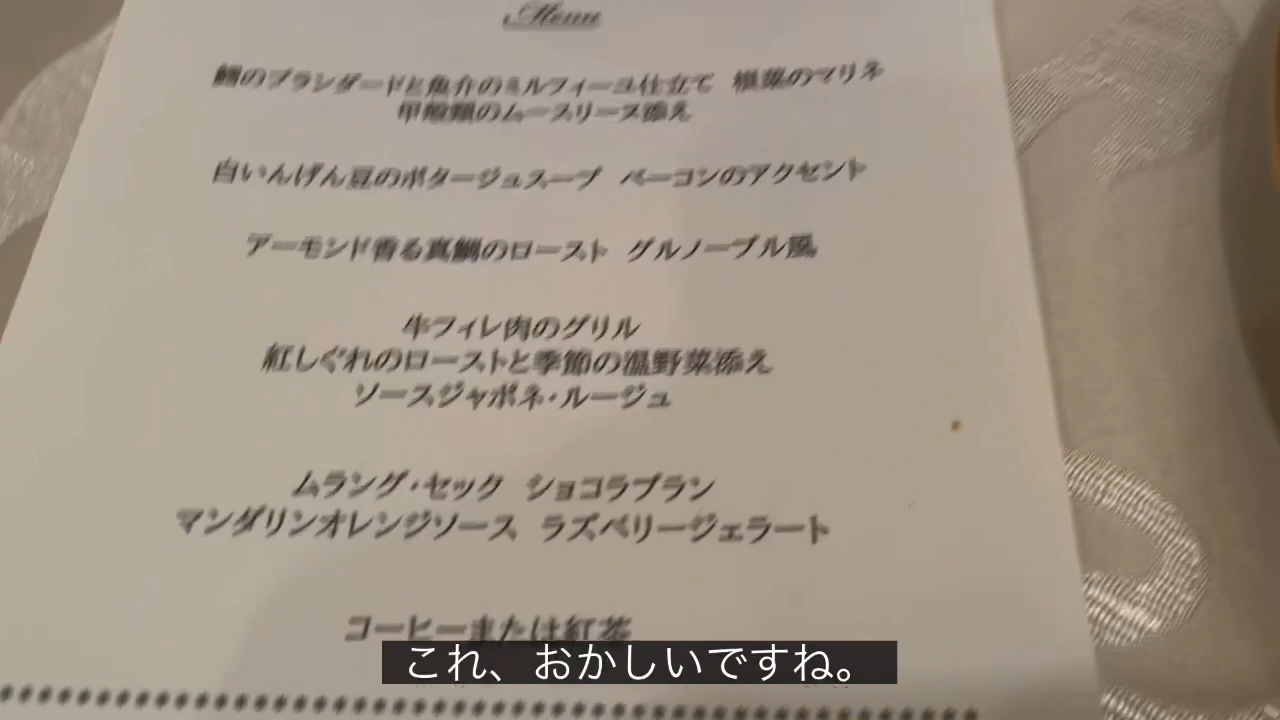 Menu
鱈のブランダードと魚介のミルフィーユ仕立て 根菜のマリネ
甲殻類のムースリーヌ添え
白いんげん豆のポタージュスープ ベーコンのアクセント
アーモンド香る真鯛のロースト グルノーブル風
牛フィレ肉のグリル
紅しぐれのローストと季節の温野菜添え
ソースジャポネ・ルージュ
ムラング・セック ショコラブラン
マンダリンオレンジソース ラズベリージェラート
コーヒーまたは紅茶
これ、おかしいですね。